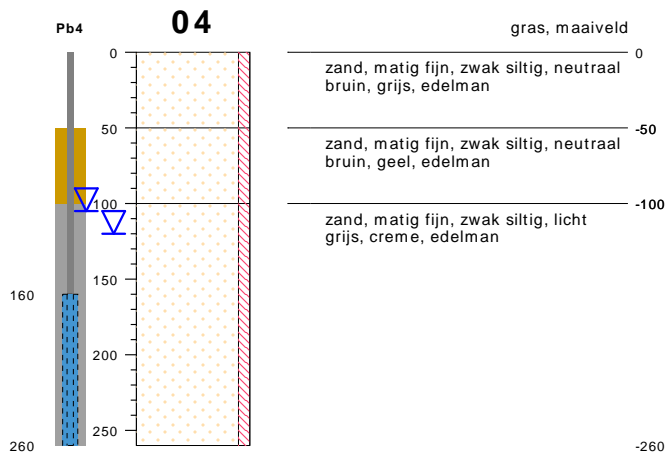 Pb4
04
gras, maaiveld
0
0
zand, matig fijn, zwak siltig, neutraal
bruin, grijs, edelman
50
-50
zand, matig fijn, zwak siltig, neutraal
bruin, geel, edelman
100
-100
zand, matig fijn, zwak siltig, licht
grijs, creme, edelman
150
160
200
250
260
-260